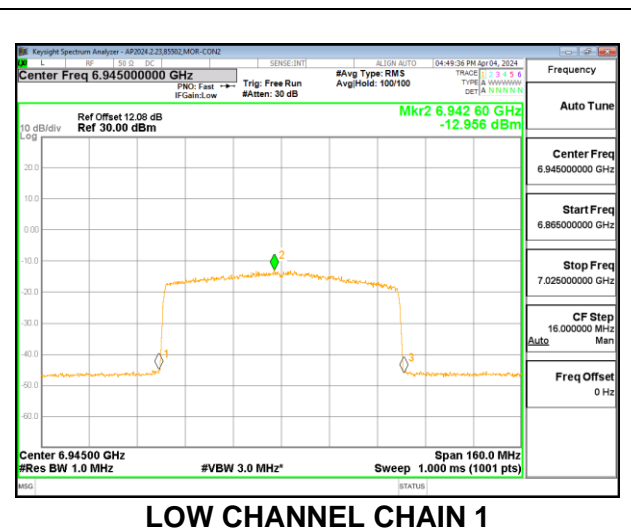 Keysight Spectrum Analyzer - AP2024.2.23,85502,MOR-CON2
L RF 50 Ω DC SENSE:INT ALIGN AUTO 04:49:36 PM Apr 04, 2024
Center Freq 6.945000000 GHz
PNO: Fast
IFGain:Low
Trig: Free Run
#Atten: 30 dB
#Avg Type: RMS
Avg|Hold: 100/100
TRACE 1 2 3 4 5 6
TYPE A WWWWW
DET A N N N N N
Frequency
Ref Offset 12.08 dB
Ref 30.00 dBm
10 dB/div
Log
Mkr2 6.942 60 GHz
-12.956 dBm
20.0
10.0
0.00
-10.0
-20.0
-30.0
-40.0
-50.0
-60.0
1
2
3
Center 6.94500 GHz
#Res BW 1.0 MHz
#VBW 3.0 MHz*
Span 160.0 MHz
Sweep 1.000 ms (1001 pts)
Auto Tune
Center Freq
6.945000000 GHz
Start Freq
6.865000000 GHz
Stop Freq
7.025000000 GHz
CF Step
16.000000 MHz
Auto Man
Freq Offset
0 Hz
MSG STATUS
LOW CHANNEL CHAIN 1